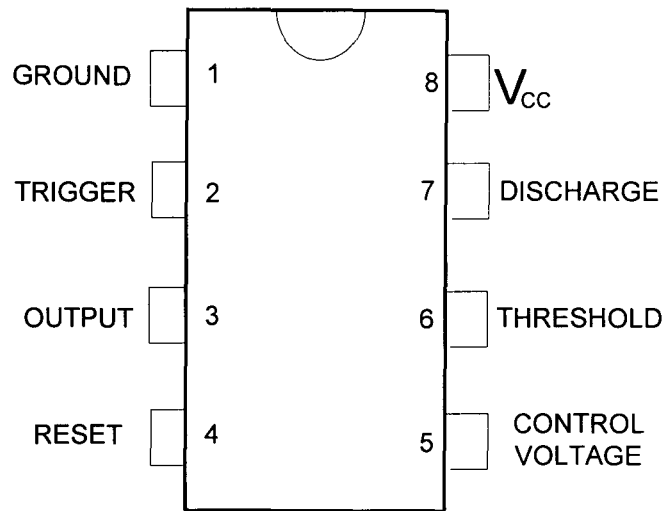 GROUND 1 8 VCC
TRIGGER 2 7 DISCHARGE
OUTPUT 3 6 THRESHOLD
RESET 4 5 CONTROL
VOLTAGE